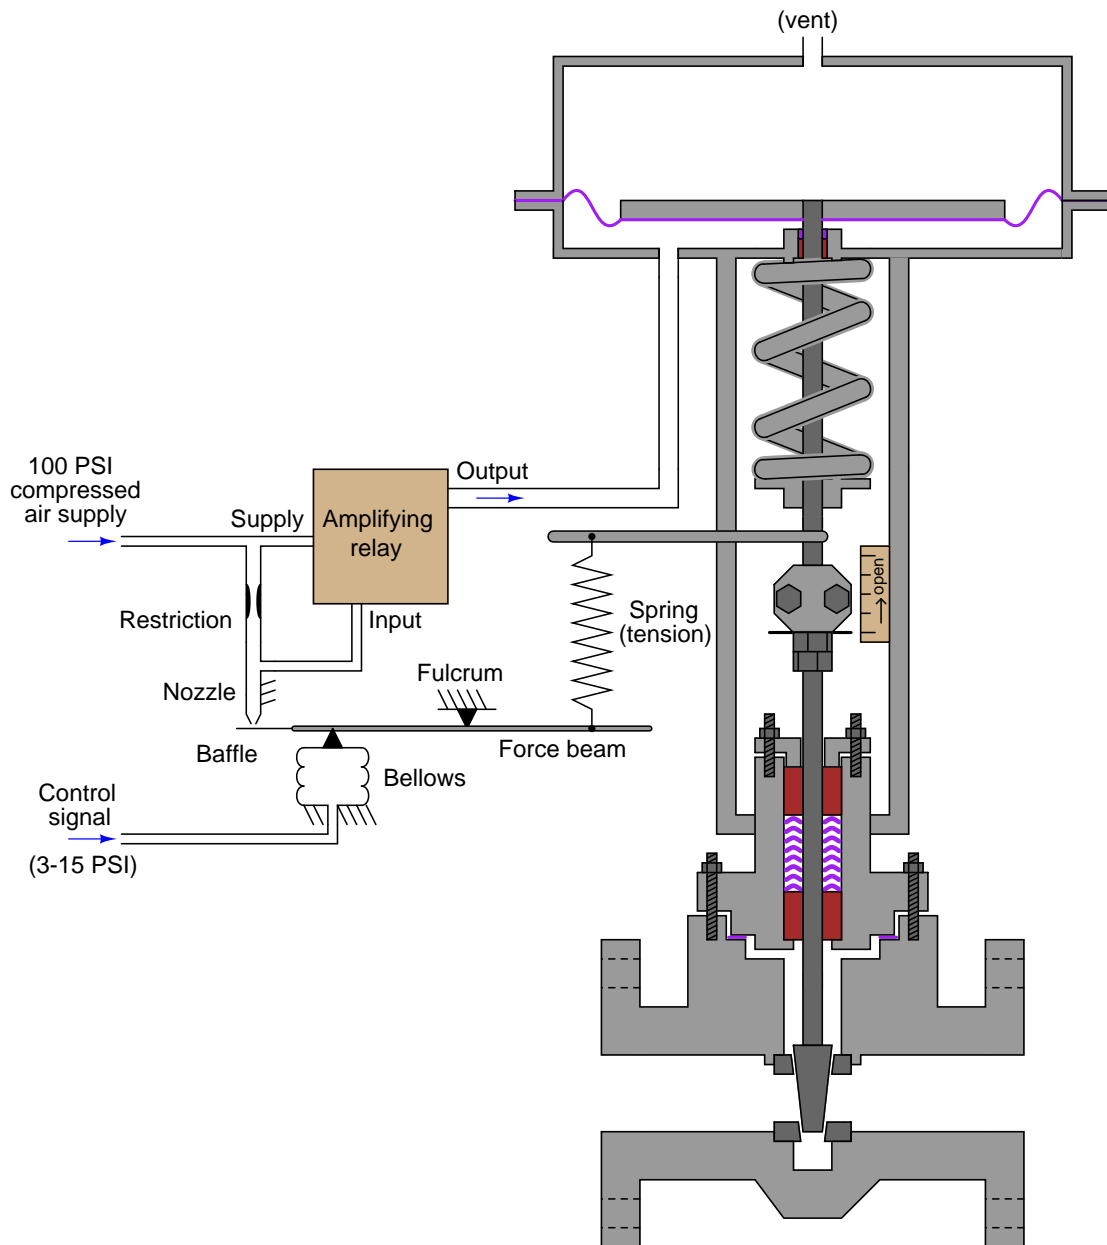 (vent)
100 PSI
compressed
air supply
Supply
Amplifying
relay
Output
Restriction
Input
Spring
(tension)
open
Nozzle
Fulcrum
Baffle
Force beam
Bellows
Control
signal
(3-15 PSI)